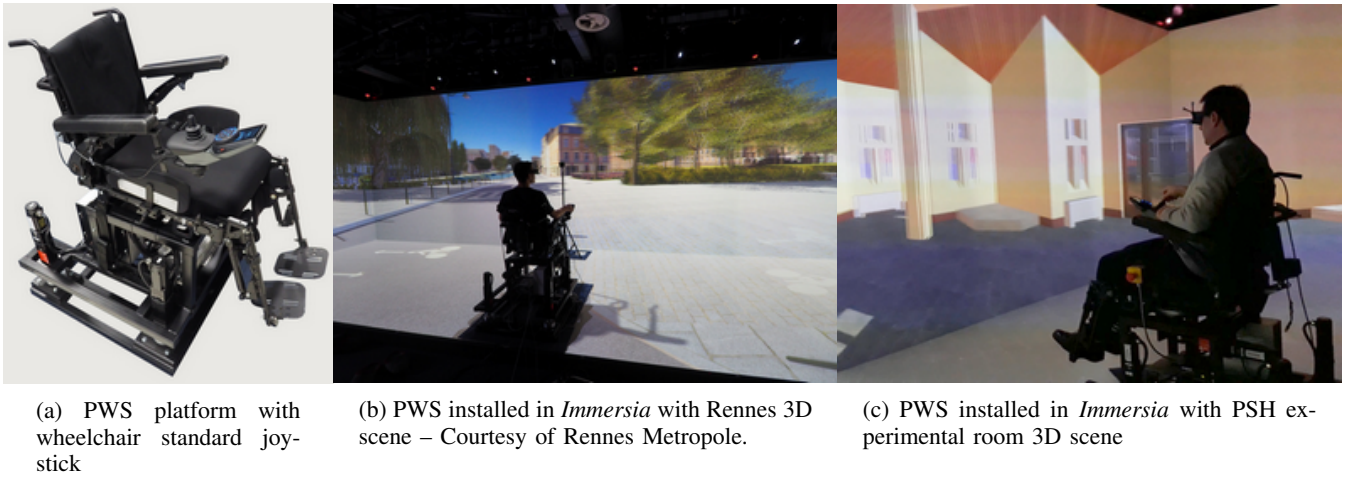 (a) PWS platform with
wheelchair standard joy-
stick
(b) PWS installed in Immersia with Rennes 3D
scene – Courtesy of Rennes Metropole.
(c) PWS installed in Immersia with PSH ex-
perimental room 3D scene